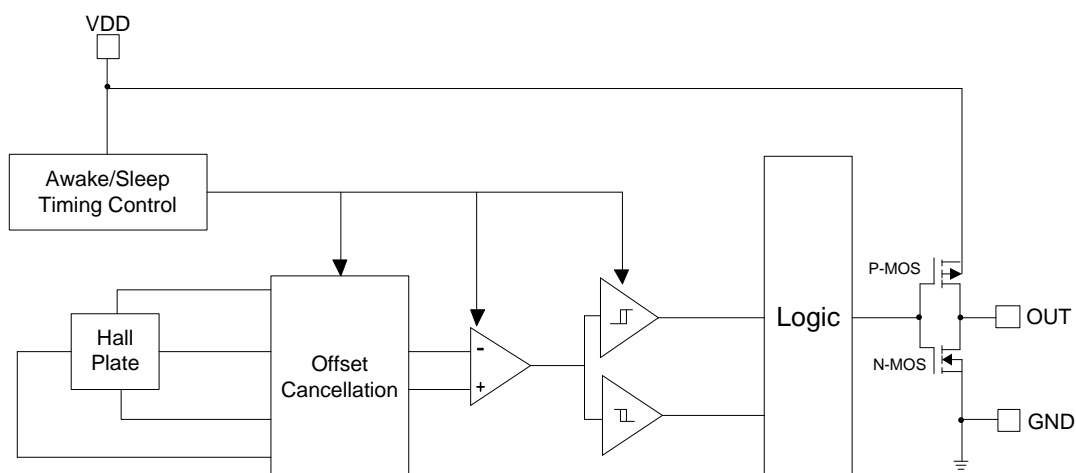 VDD
Awake/Sleep
Timing Control
P-MOS
Hall
Plate
Offset
Cancellation
-
+
Logic
OUT
N-MOS
GND